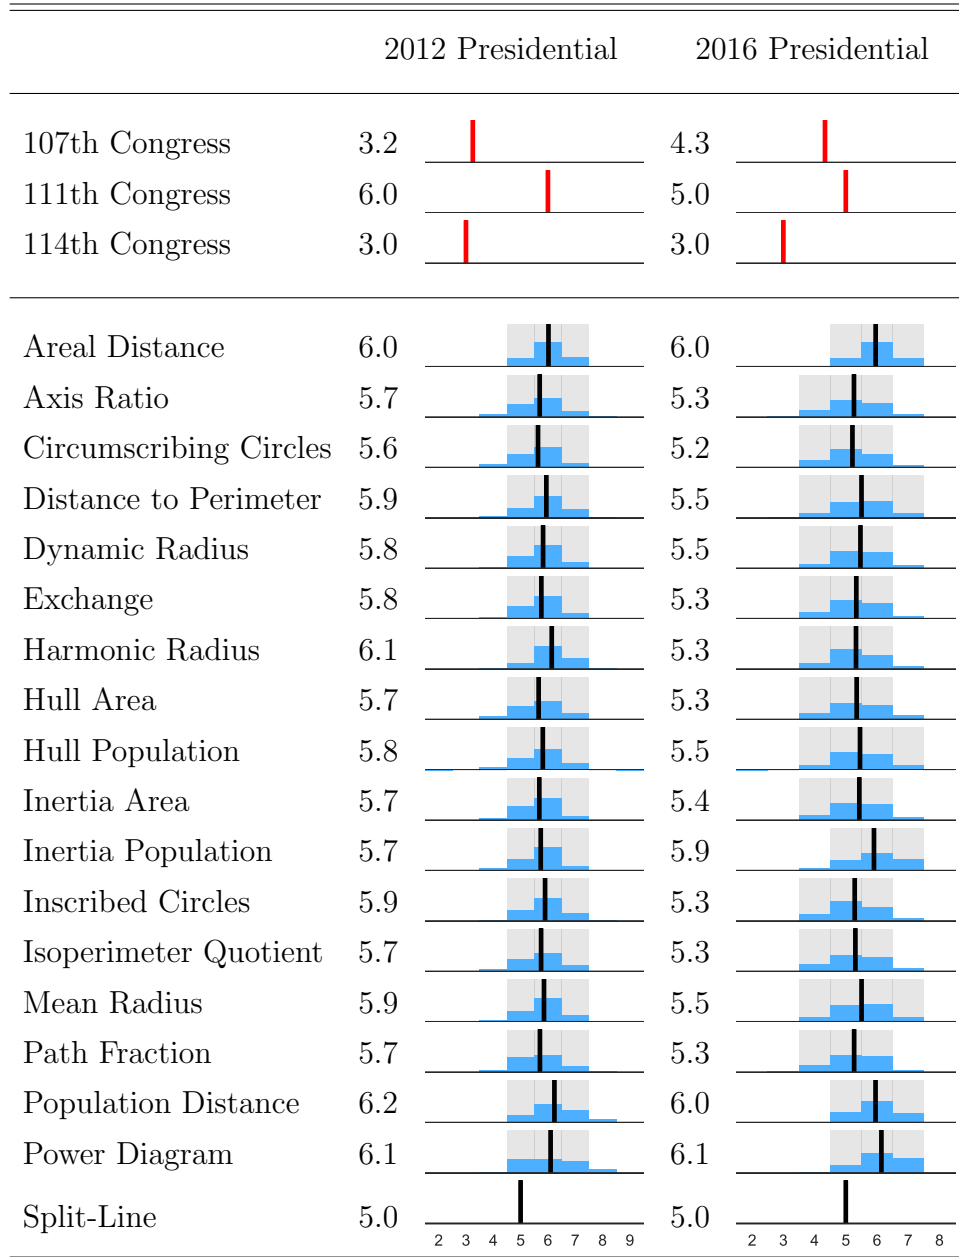 2012 Presidential 2016 Presidential
107th Congress 3.2 4.3
111th Congress 6.0 5.0
114th Congress 3.0 3.0
Areal Distance 6.0 6.0
Axis Ratio 5.7 5.3
Circumscribing Circles 5.6 5.2
Distance to Perimeter 5.9 5.5
Dynamic Radius 5.8 5.5
Exchange 5.8 5.3
Harmonic Radius 6.1 5.3
Hull Area 5.7 5.3
Hull Population 5.8 5.5
Inertia Area 5.7 5.4
Inertia Population 5.7 5.9
Inscribed Circles 5.9 5.3
Isoperimeter Quotient 5.7 5.3
Mean Radius 5.9 5.5
Path Fraction 5.7 5.3
Population Distance 6.2 6.0
Power Diagram 6.1 6.1
Split-Line 5.0 5.0
2 3 4 5 6 7 8 9 2 3 4 5 6 7 8